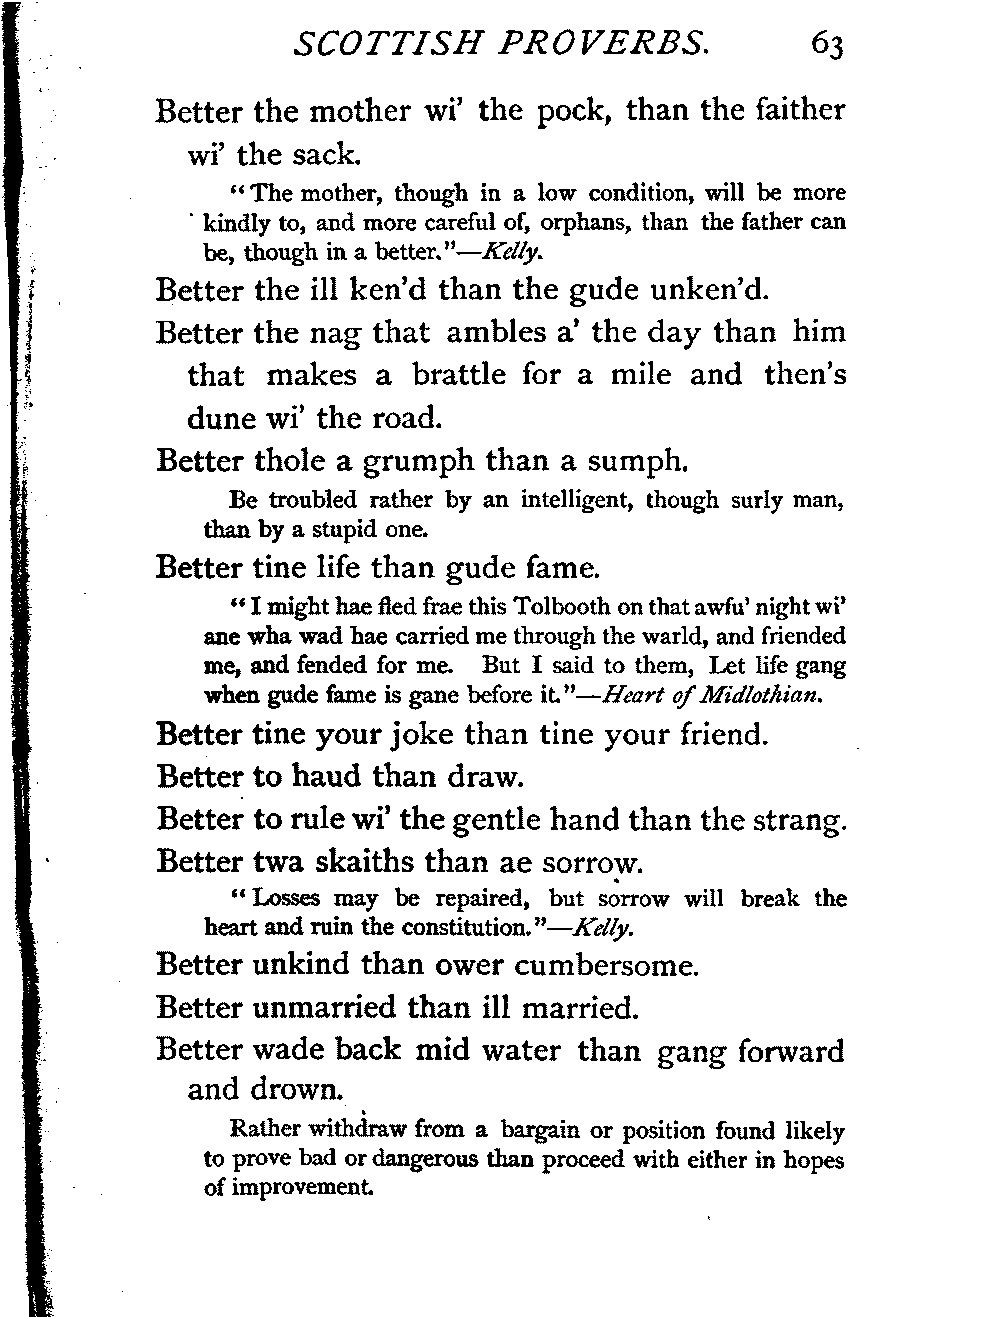 SCOTTISH PROVERBS. 63
Better the mother wi' the pock, than the faither
wi' the sack.
"The mother, though in a low condition, will be more
kindly to, and more careful of, orphans, than the father can
be, though in a better."—Kelly.
Better the ill ken'd than the gude unken'd.
Better the nag that ambles a' the day than him
that makes a brattle for a mile and then's
dune wi' the road.
Better thole a grumph than a sumph.
Be troubled rather by an intelligent, though surly man,
than by a stupid one.
Better tine life than gude fame.
"I might hae fled frae this Tolbooth on that awfu' night wi'
ane wha wad hae carried me through the warld, and friended
me, and fended for me. But I said to them, Let life gang
when gude fame is gane before it."—Heart of Midlothian.
Better tine your joke than tine your friend.
Better to haud than draw.
Better to rule wi' the gentle hand than the strang.
Better twa skaiths than ae sorrow.
"Losses may be repaired, but sorrow will break the
heart and ruin the constitution."—Kelly.
Better unkind than ower cumbersome.
Better unmarried than ill married.
Better wade back mid water than gang forward
and drown.
Rather withdraw from a bargain or position found likely
to prove bad or dangerous than proceed with either in hopes
of improvement.